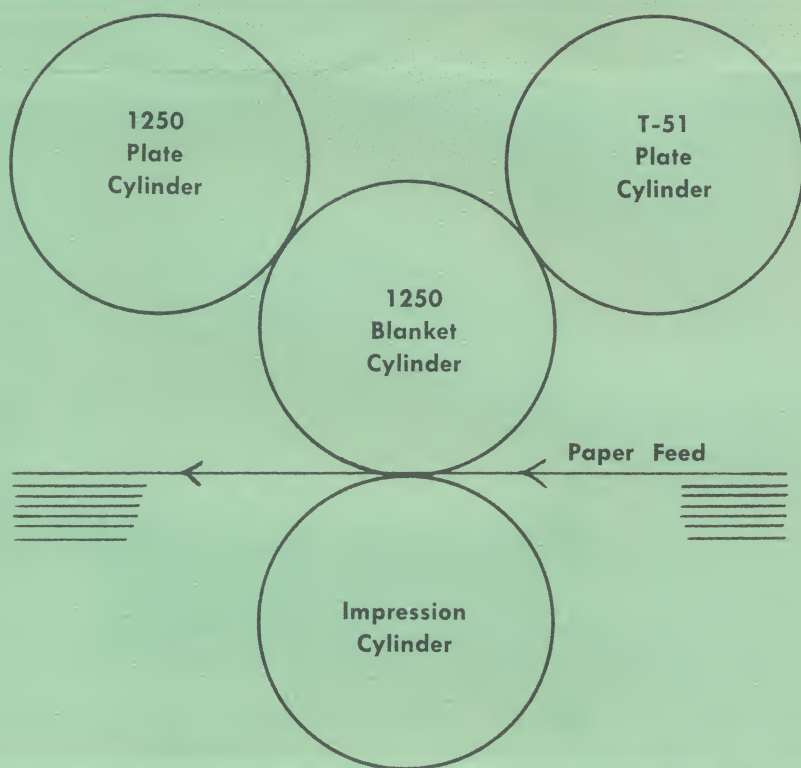 1250
Plate
Cylinder
T-51
Plate
Cylinder
1250
Blanket
Cylinder
Paper Feed
Impression
Cylinder